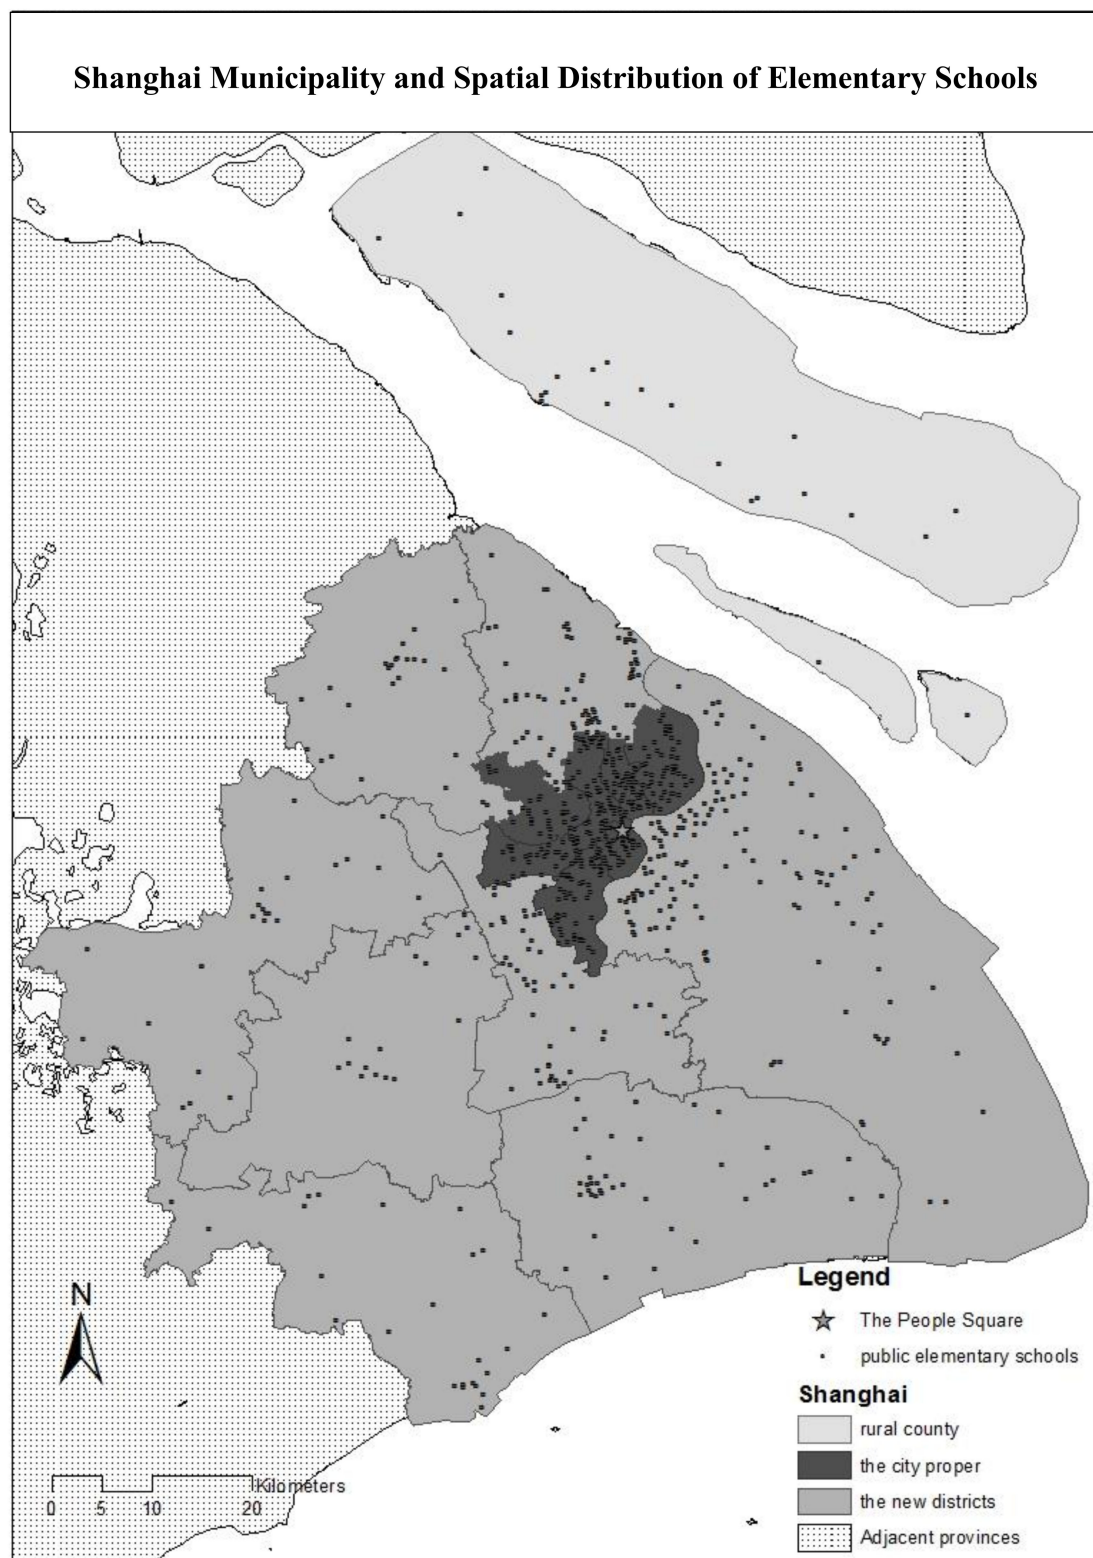 Shanghai Municipality and Spatial Distribution of Elementary Schools
N
Legend
The People Square
public elementary schools
Shanghai
rural county
the city proper
the new districts
Adjacent provinces
Kilometers
0 5 10 20